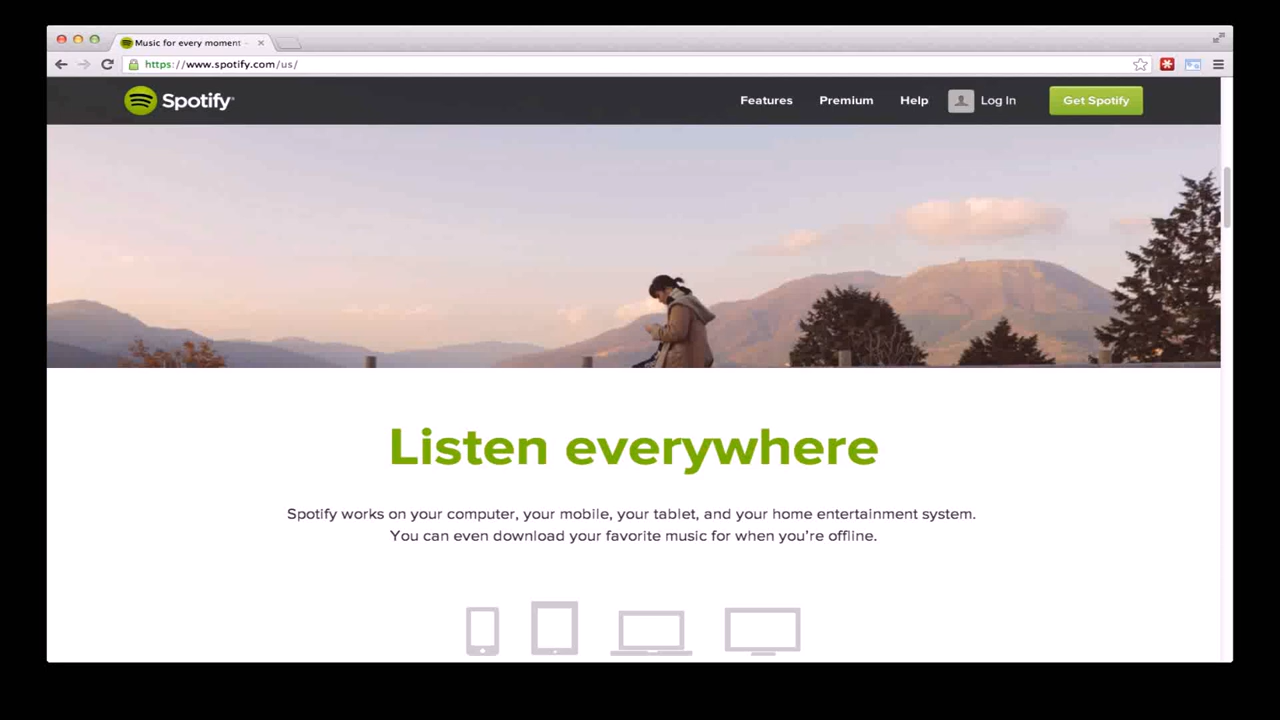 Music for every moment -
https://www.spotify.com/us/
Spotify®
Features
Premium
Help
Log In
Get Spotify
Listen everywhere
Spotify works on your computer, your mobile, your tablet, and your home entertainment system.
You can even download your favorite music for when you're offline.